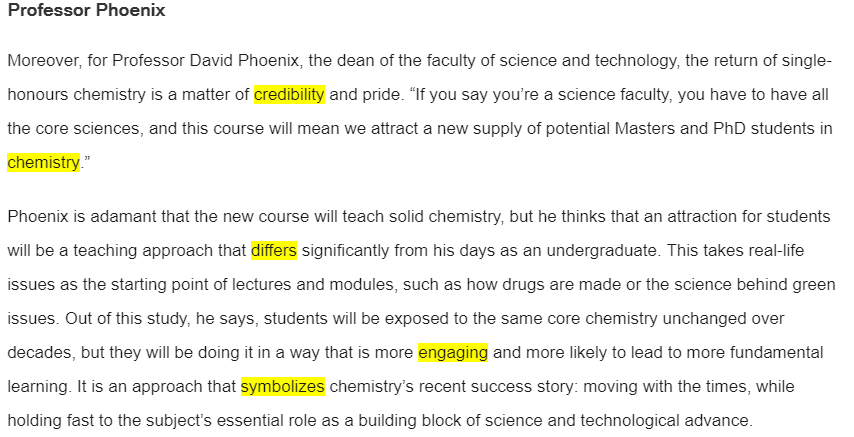 Professor Phoenix
Moreover, for Professor David Phoenix, the dean of the faculty of science and technology, the return of single-
honours chemistry is a matter of credibility and pride. “If you say you’re a science faculty, you have to have all
the core sciences, and this course will mean we attract a new supply of potential Masters and PhD students in
chemistry.”
Phoenix is adamant that the new course will teach solid chemistry, but he thinks that an attraction for students
will be a teaching approach that differs significantly from his days as an undergraduate. This takes real-life
issues as the starting point of lectures and modules, such as how drugs are made or the science behind green
issues. Out of this study, he says, students will be exposed to the same core chemistry unchanged over
decades, but they will be doing it in a way that is more engaging and more likely to lead to more fundamental
learning. It is an approach that symbolizes chemistry’s recent success story: moving with the times, while
holding fast to the subject’s essential role as a building block of science and technological advance.